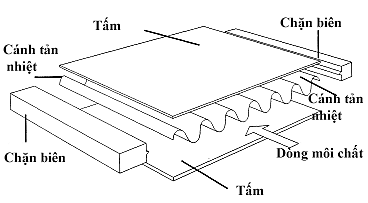 Tấm
Chặn biên
Cánh tản
nhiệt
Cánh tản
nhiệt
Dòng môi chất
Chặn biên
Tấm